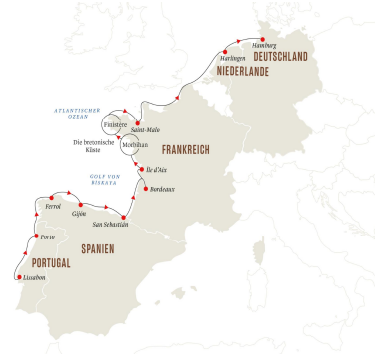 Hamburg
Harlingen
DEUTSCHLAND
NIEDERLANDE
ATLANTISCHER
OZEAN
Finistere
Saint-Malo
Die bretonische
Küste
Morbihan
FRANKREICH
GOLF VON
BISKAYA
Île d'Aix
Bordeaux
Ferrol
Gijón
San Sebastián
Porto
SPANIEN
PORTUGAL
Lissabon